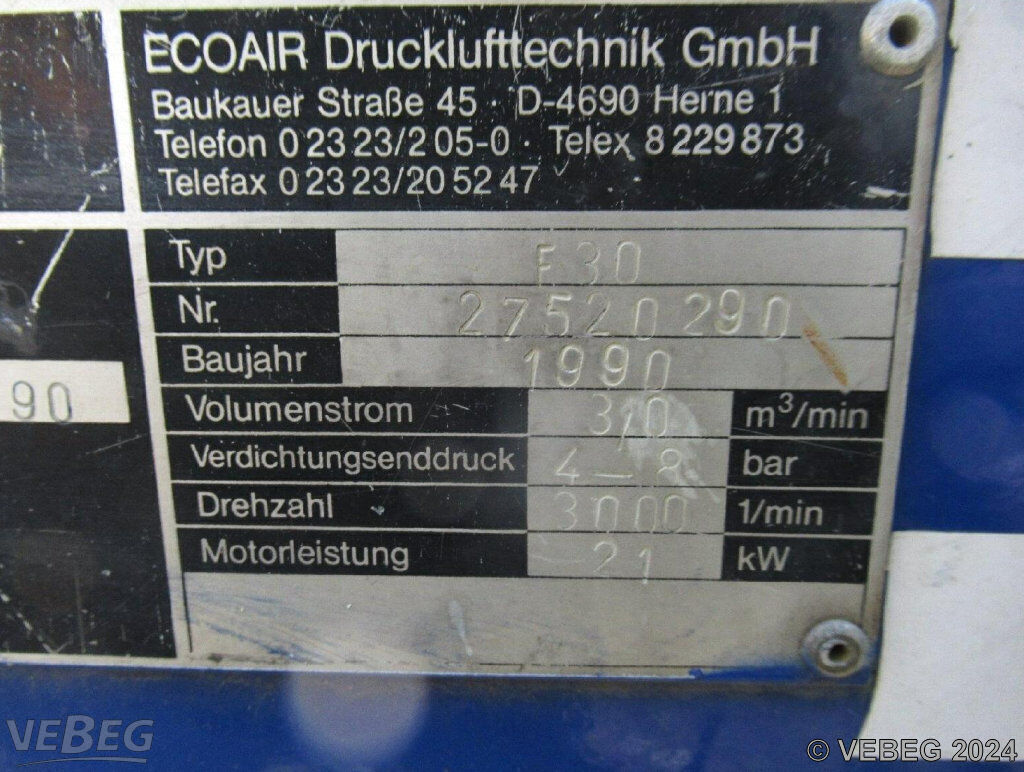 ECOAIR Drucklufttechnik GmbH
Baukauer Straße 45 · D-4690 Herne 1
Telefon 0 23 23/2 05-0 · Telex 8 229 873
Telefax 0 23 23/20 52 47
Typ F30
Nr. 27520290
Baujahr 1990
90
Volumenstrom 3,0 m³/min
Verdichtungsenddruck 4-8 bar
Drehzahl 3000 1/min
Motorleistung 21 kW
VEBEG
© VEBEG 2024